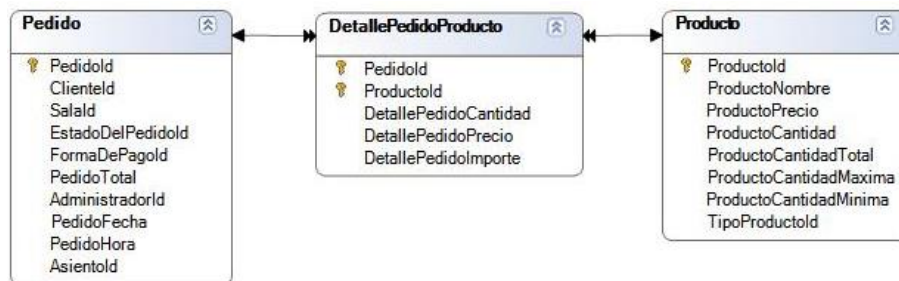 Pedido
PedidoId
ClienteId
SalaId
EstadoDelPedidoId
FormaDePagoId
PedidoTotal
AdministradorId
PedidoFecha
PedidoHora
AsientoId
DetallePedidoProducto
PedidoId
ProductoId
DetallePedidoCantidad
DetallePedidoPrecio
DetallePedidoImporte
Producto
ProductoId
ProductoNombre
ProductoPrecio
ProductoCantidad
ProductoCantidadTotal
ProductoCantidadMaxima
ProductoCantidadMinima
TipoProductoId